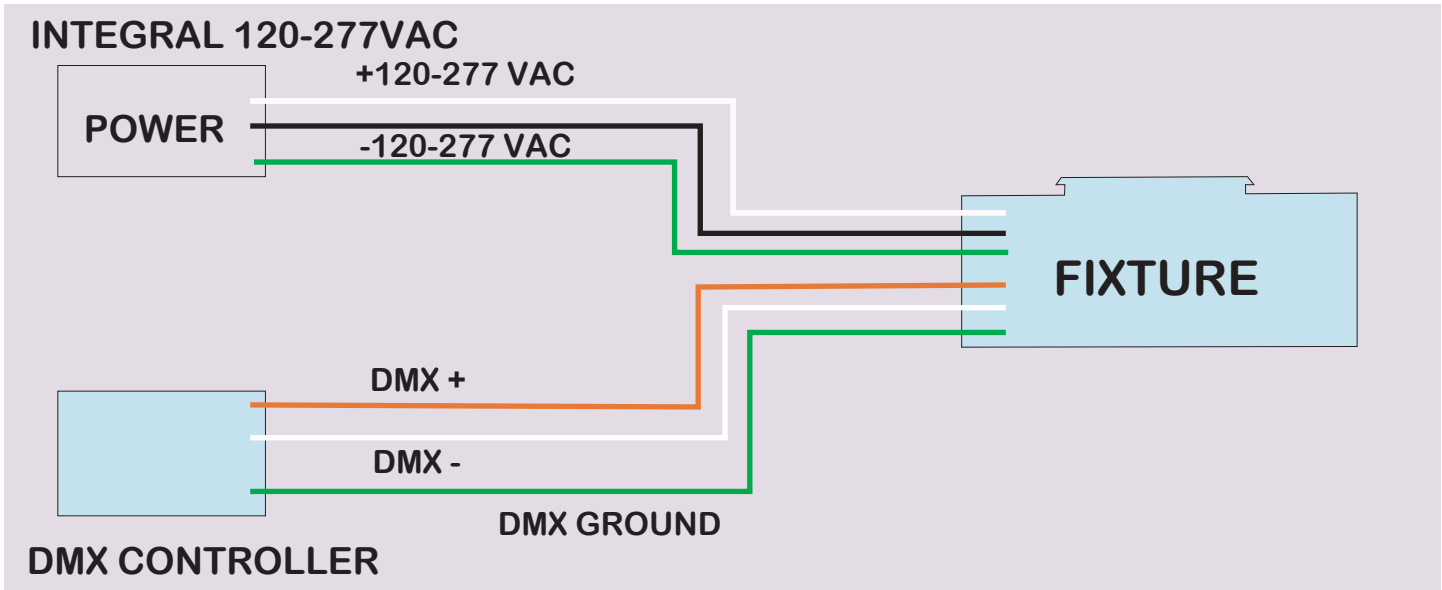 INTEGRAL 120-277VAC
+120-277 VAC
POWER
-120-277 VAC
FIXTURE
DMX +
DMX -
DMX GROUND
DMX CONTROLLER